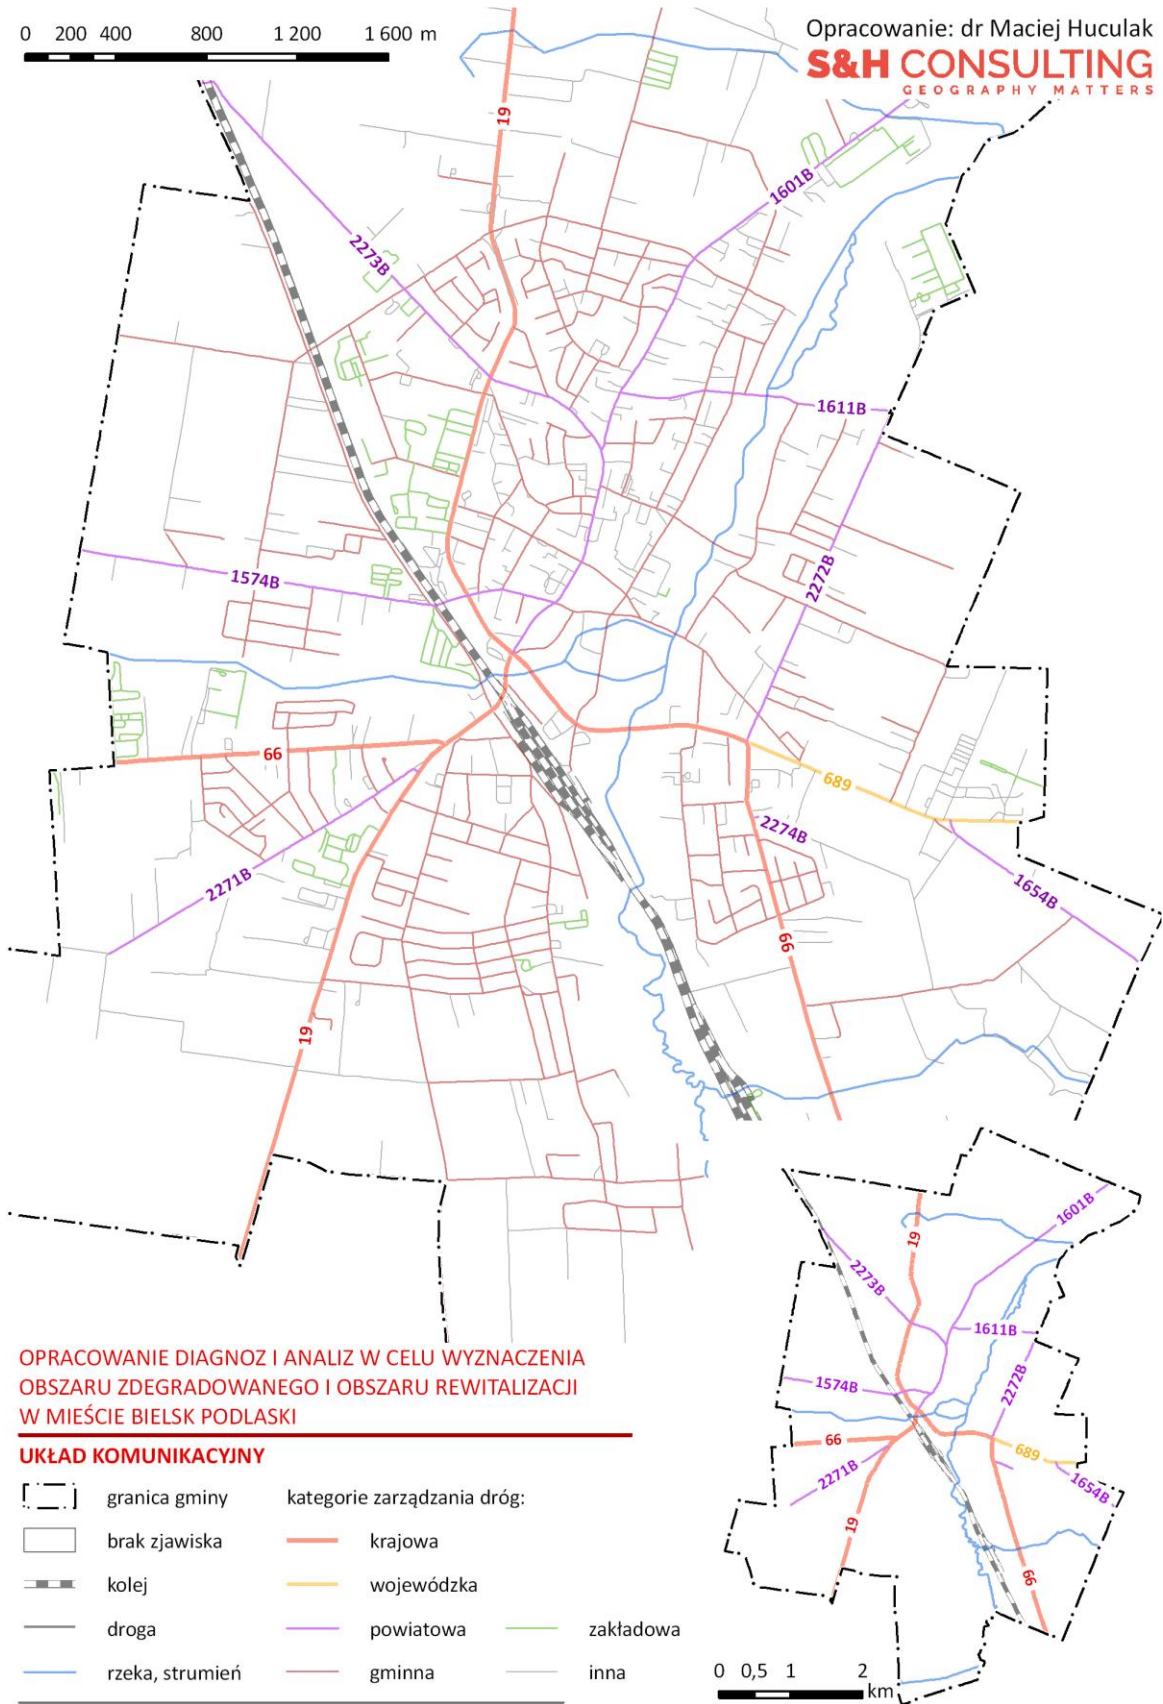 0 200 400 800 1 200 1 600 m
Opracowanie: dr Maciej Huculak
S&H CONSULTING
GEOGRAPHY MATTERS
19
1601B
2273B
1611B
1574B
2272B
66
689
2274B
2271B
1654B
66
19
1601B
19
2273B
1611B
1574B
2272B
66
689
2271B
1654B
19
66
OPRACOWANIE DIAGNOZ I ANALIZ W CELU WYZNACZENIA
OBSZARU ZDEGRADOWANEGO I OBSZARU REWITALIZACJI
W MIEŚCIE BIELSK PODLASKI
UKŁAD KOMUNIKACYJNY
granica gminy kategorie zarządzania dróg:
brak zjawiska krajowa
kolej wojewódzka
droga powiatowa zakładowa
rzeka, strumień gminna inna
0 0,5 1 2
km